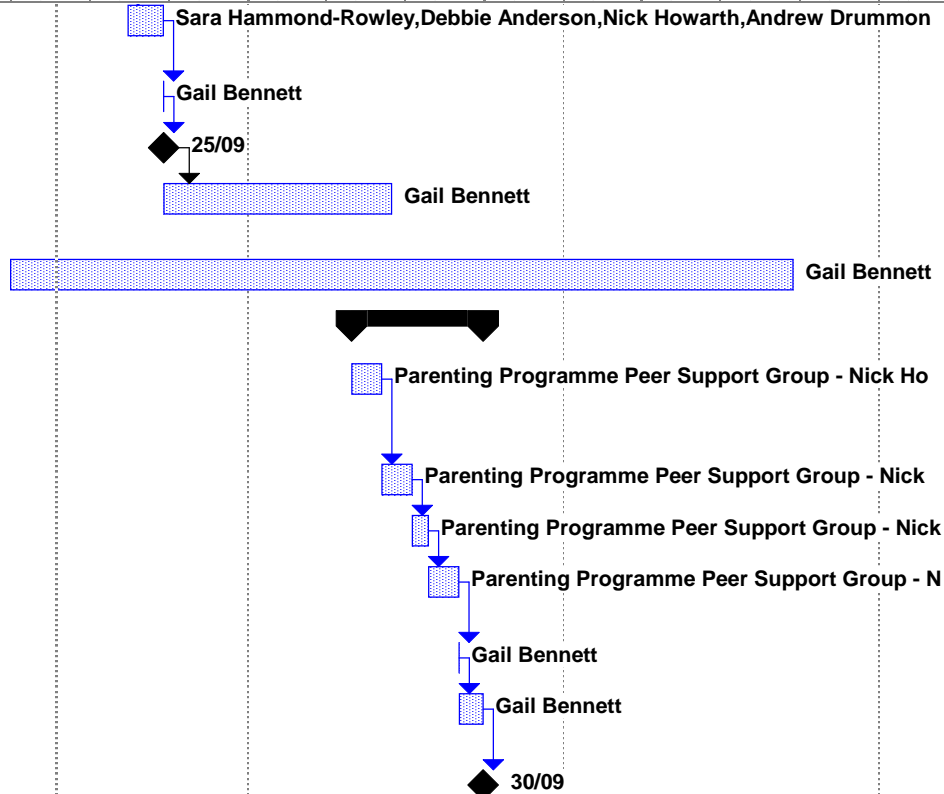 Sara Hammond-Rowley,Debbie Anderson,Nick Howarth,Andrew Drummon
Gail Bennett
25/09
Gail Bennett
Gail Bennett
Parenting Programme Peer Support Group - Nick Ho
Parenting Programme Peer Support Group - Nick
Parenting Programme Peer Support Group - Nick
Parenting Programme Peer Support Group - N
Gail Bennett
Gail Bennett
30/09